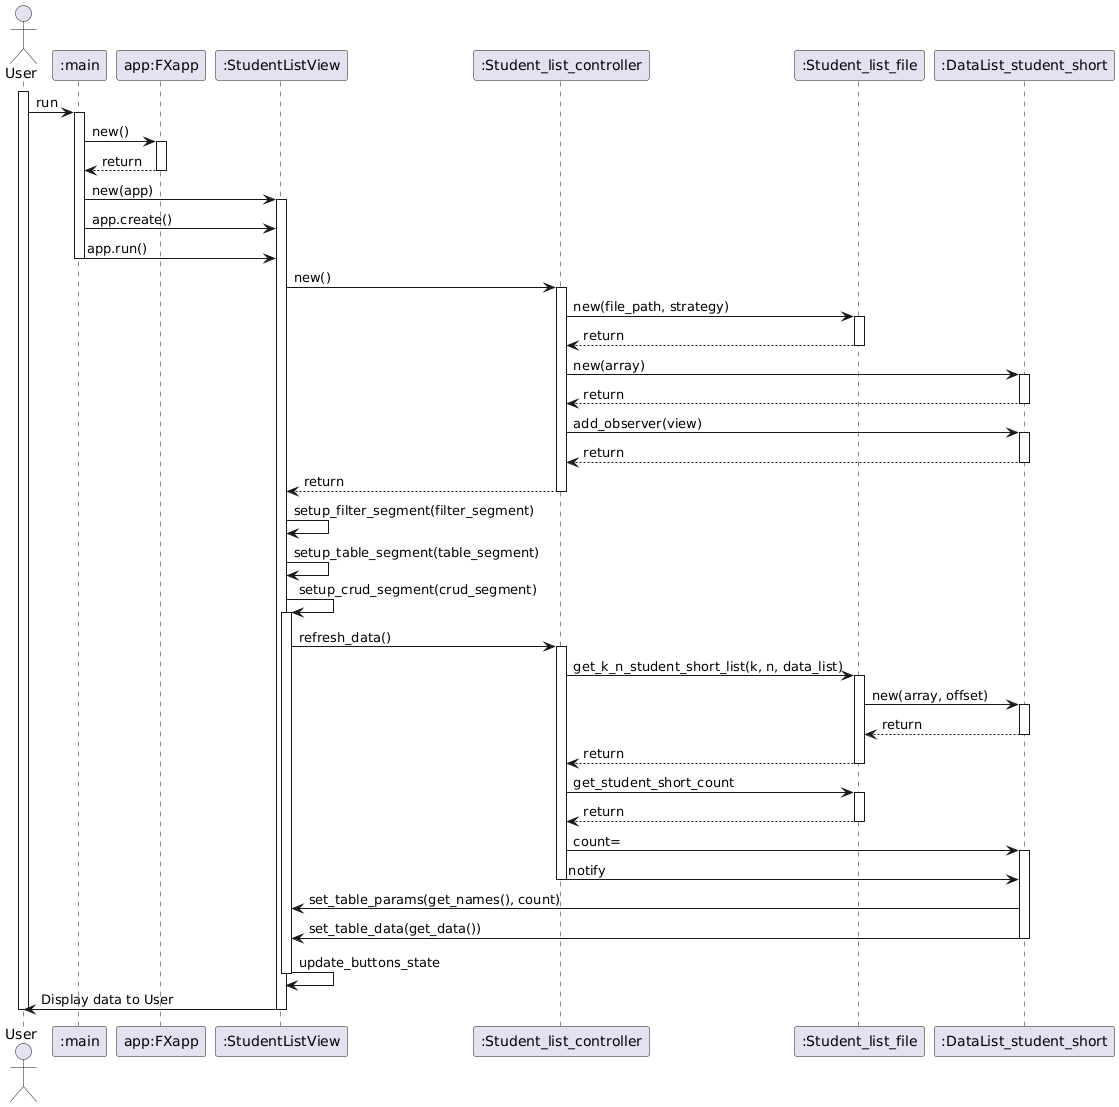 User
:main
app:FXapp
:StudentListView
:Student_list_controller
:Student_list_file
:DataList_student_short
run
new()
return
new(app)
app.create()
app.run()
new()
new(file_path, strategy)
return
new(array)
return
add_observer(view)
return
return
setup_filter_segment(filter_segment)
setup_table_segment(table_segment)
setup_crud_segment(crud_segment)
refresh_data()
get_k_n_student_short_list(k, n, data_list)
new(array, offset)
return
return
get_student_short_count
return
count=
notify
set_table_params(get_names(), count)
set_table_data(get_data())
update_buttons_state
Display data to User
User
:main
app:FXapp
:StudentListView
:Student_list_controller
:Student_list_file
:DataList_student_short